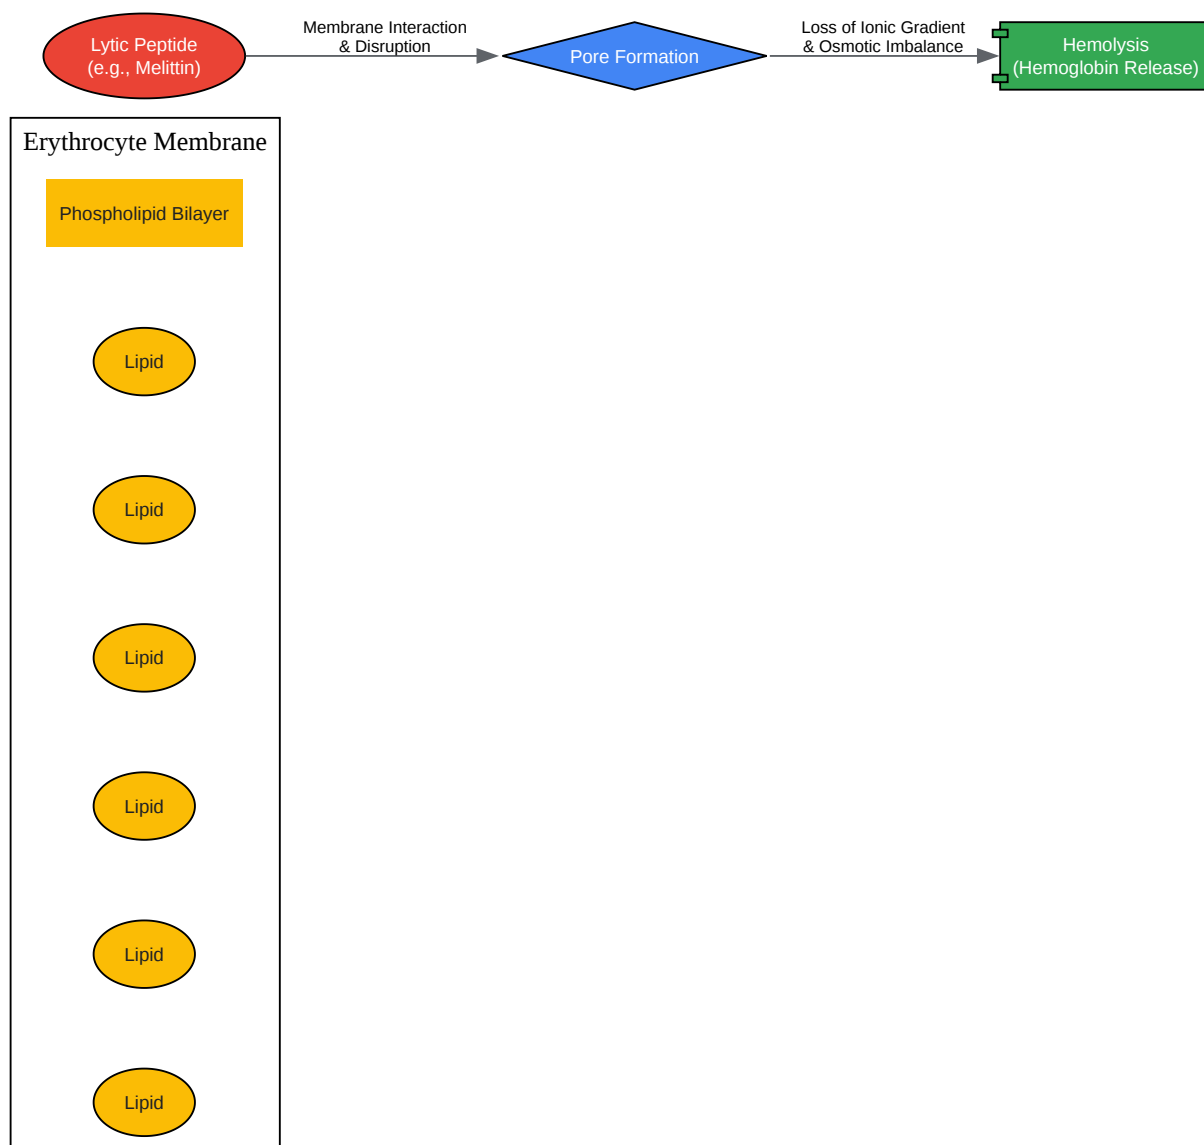 Lytic Peptide
(e.g., Melittin)
Membrane Interaction
& Disruption
Pore Formation
Loss of Ionic Gradient
& Osmotic Imbalance
Hemolysis
(Hemoglobin Release)
Erythrocyte Membrane
Phospholipid Bilayer
Lipid
Lipid
Lipid
Lipid
Lipid
Lipid